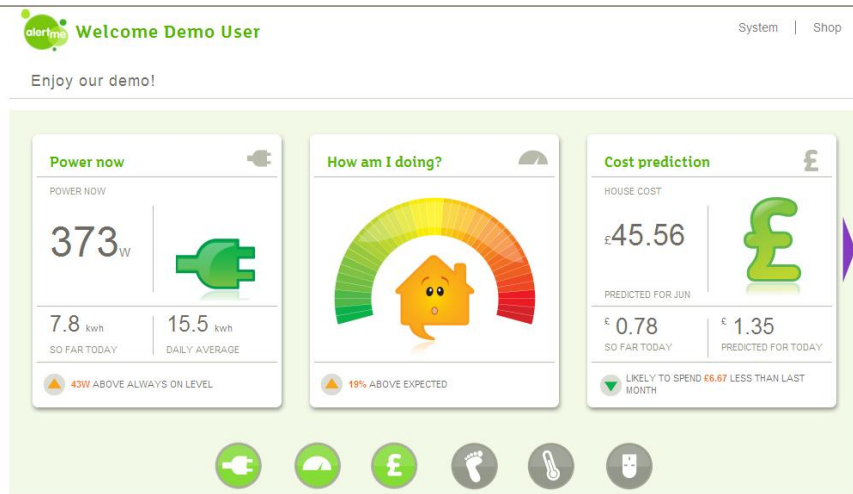 alertme Welcome Demo User
System | Shop
Enjoy our demo!
Power now
POWER NOW
373W
7.8 kwh
SO FAR TODAY
15.5 kwh
DAILY AVERAGE
43W ABOVE ALWAYS ON LEVEL
How am I doing?
19% ABOVE EXPECTED
Cost prediction
£
HOUSE COST
£45.56
£
PREDICTED FOR JUN
£ 0.78
SO FAR TODAY
£ 1.35
PREDICTED FOR TODAY
LIKELY TO SPEND £6.67 LESS THAN LAST
MONTH
£